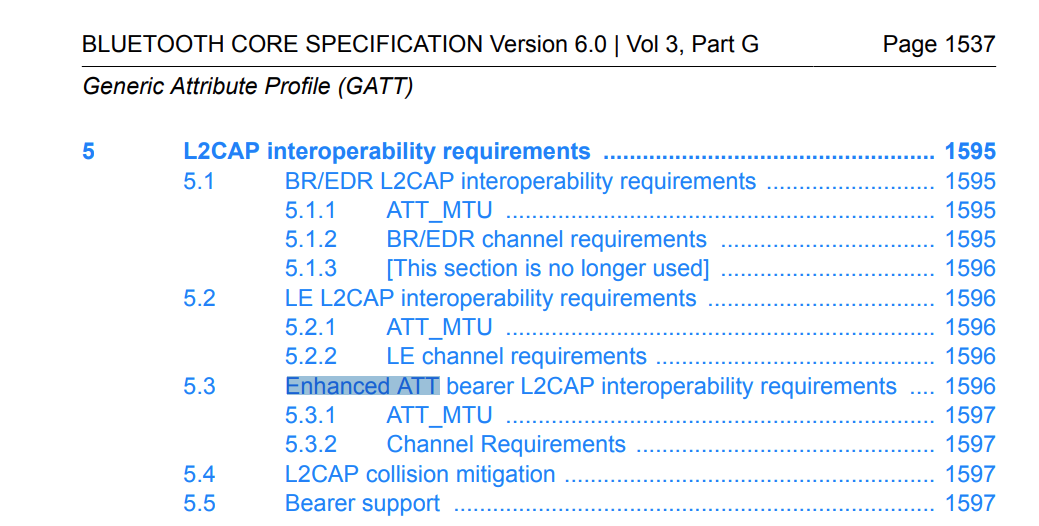 BLUETOOTH CORE SPECIFICATION Version 6.0 | Vol 3, Part G Page 1537
Generic Attribute Profile (GATT)
5 L2CAP interoperability requirements .................................................. 1595
5.1 BR/EDR L2CAP interoperability requirements .......................... 1595
5.1.1 ATT_MTU .................................................................. 1595
5.1.2 BR/EDR channel requirements ................................. 1595
5.1.3 [This section is no longer used] ................................. 1596
5.2 LE L2CAP interoperability requirements ................................... 1596
5.2.1 ATT_MTU .................................................................. 1596
5.2.2 LE channel requirements ........................................... 1596
5.3 Enhanced ATT bearer L2CAP interoperability requirements .... 1596
5.3.1 ATT_MTU .................................................................. 1597
5.3.2 Channel Requirements .............................................. 1597
5.4 L2CAP collision mitigation ......................................................... 1597
5.5 Bearer support .......................................................................... 1597